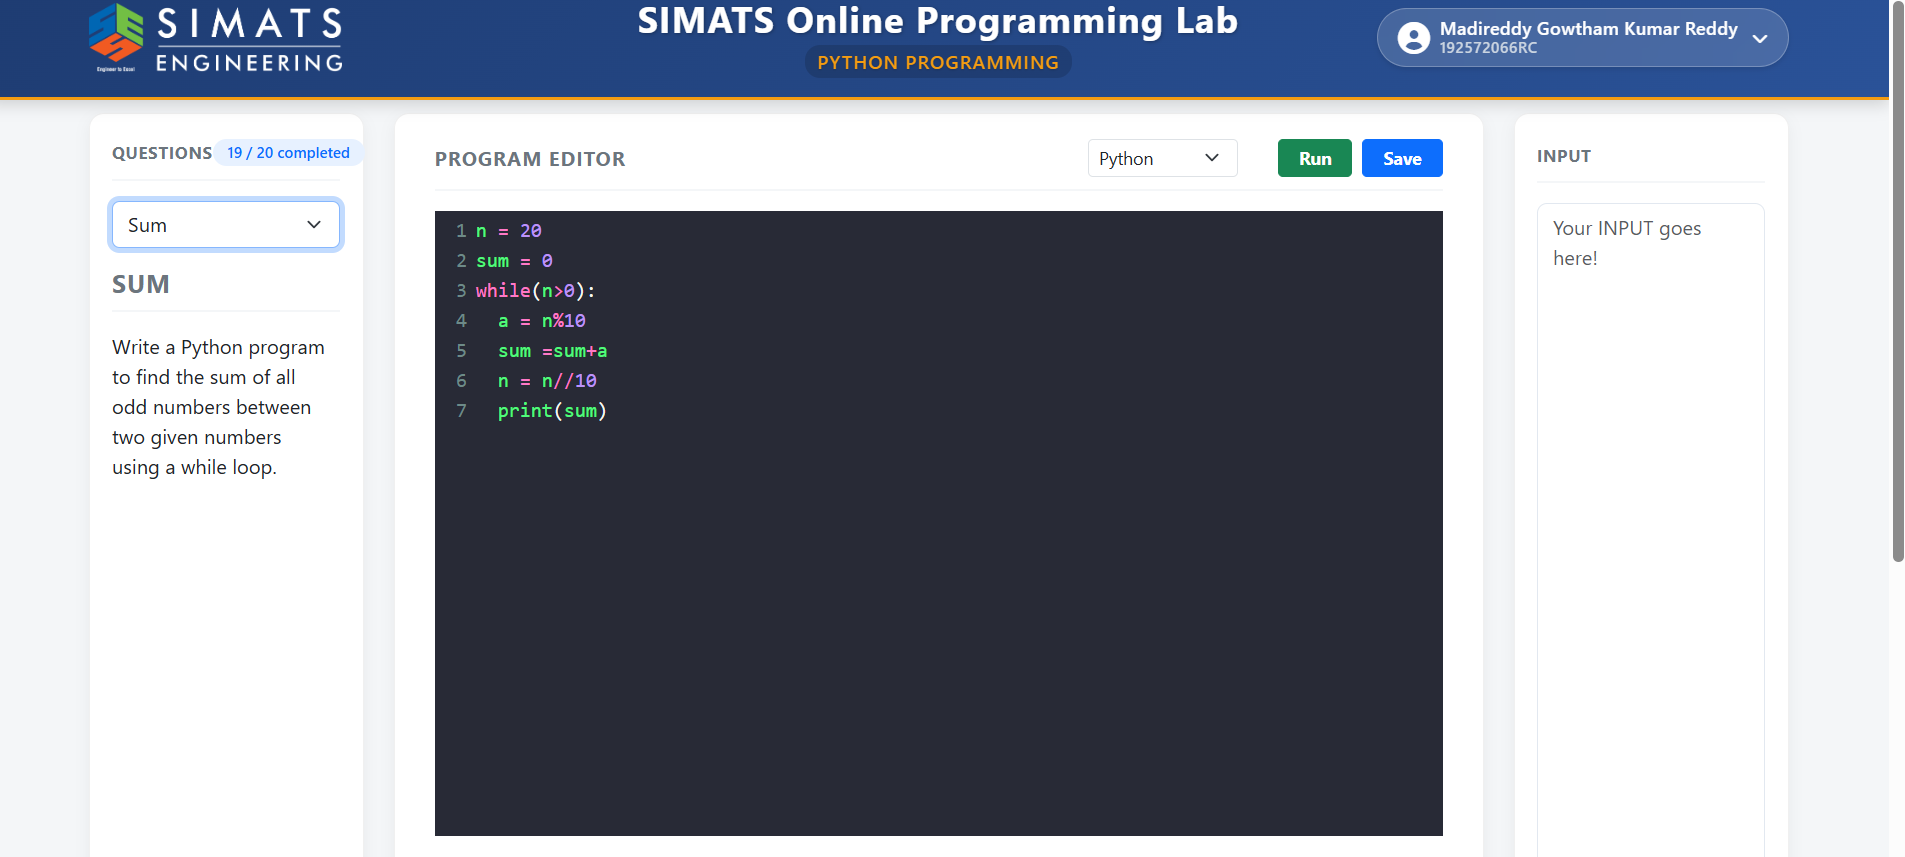 SIMATS
ENGINEERING
Engineer to Excel
SIMATS Online Programming Lab
PYTHON PROGRAMMING
Madireddy Gowtham Kumar Reddy
192572066RC
QUESTIONS 19 / 20 completed
Sum
SUM
Write a Python program
to find the sum of all
odd numbers between
two given numbers
using a while loop.
PROGRAM EDITOR
Python
Run
Save
1 n = 20
2 sum = 0
3 while(n>0):
4   a = n%10
5   sum =sum+a
6   n = n//10
7   print(sum)
INPUT
Your INPUT goes
here!